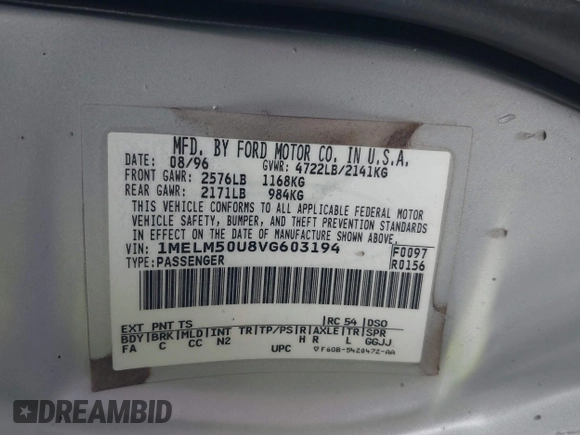 MFD. BY FORD MOTOR CO. IN U.S.A.
DATE: 08/96 GVWR: 4722LB/2141KG
FRONT GAWR: 2576LB 1168KG
REAR GAWR: 2171LB 984KG
THIS VEHICLE CONFORMS TO ALL APPLICABLE FEDERAL MOTOR
VEHICLE SAFETY, BUMPER, AND THEFT PREVENTION STANDARDS
IN EFFECT ON THE DATE OF MANUFACTURE SHOWN ABOVE.
VIN: 1MELM50U8VG603194 F0097
TYPE: PASSENGER R0156
EXT PNT TS RC 54 DSO
BDY BRK MLD INT TR TP/PS R AXLE TR SPR
FA C CC N2 H R L GGJJ
UPC F60B-5420472-AA
DREAMBID